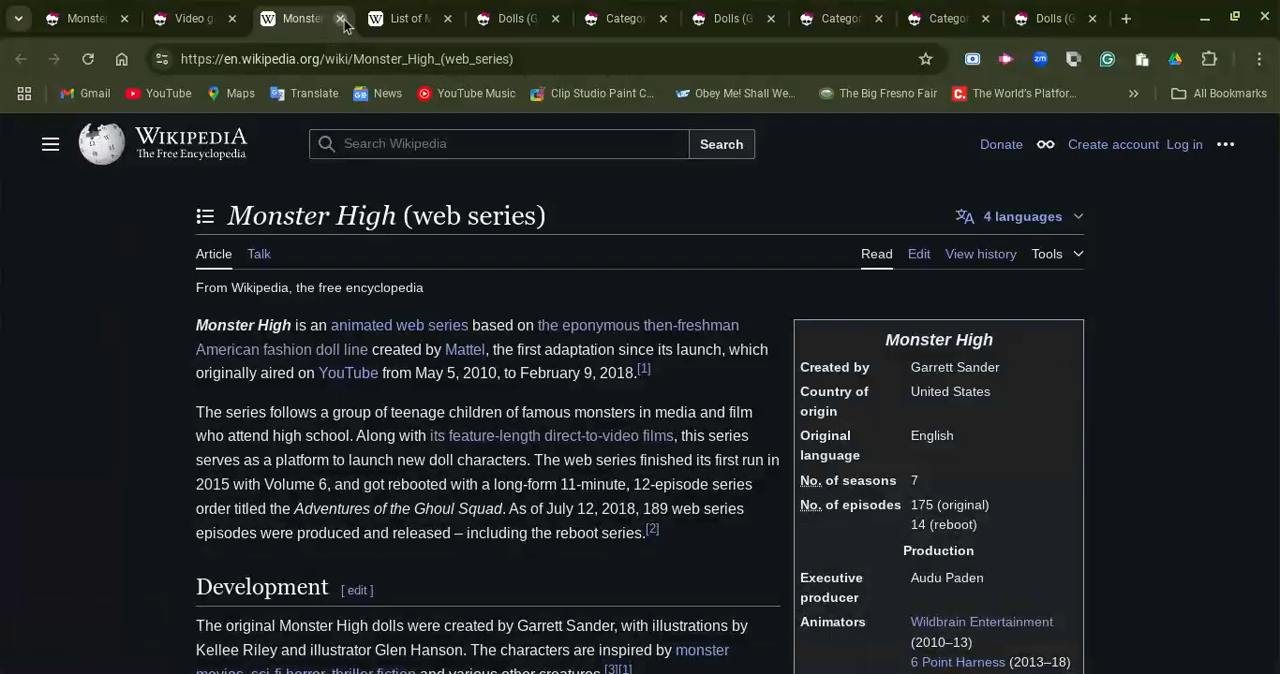 Monster
Video g
Monster
List of M
Dolls (G
Categor
Dolls (G
Categor
Categor
Dolls (G
https://en.wikipedia.org/wiki/Monster_High_(web_series)
Gmail
YouTube
Maps
Translate
News
YouTube Music
Clip Studio Paint C...
Obey Me! Shall We...
The Big Fresno Fair
The World's Platfor...
All Bookmarks
WIKIPEDIA
The Free Encyclopedia
Search Wikipedia
Search
Donate
Create account
Log in
Monster High (web series)
4 languages
Article
Talk
Read
Edit
View history
Tools
From Wikipedia, the free encyclopedia
Monster High is an animated web series based on the eponymous then-freshman
American fashion doll line created by Mattel, the first adaptation since its launch, which
originally aired on YouTube from May 5, 2010, to February 9, 2018.[1]
The series follows a group of teenage children of famous monsters in media and film
who attend high school. Along with its feature-length direct-to-video films, this series
serves as a platform to launch new doll characters. The web series finished its first run in
2015 with Volume 6, and got rebooted with a long-form 11-minute, 12-episode series
order titled the Adventures of the Ghoul Squad. As of July 12, 2018, 189 web series
episodes were produced and released – including the reboot series.[2]
Development [ edit ]
The original Monster High dolls were created by Garrett Sander, with illustrations by
Kellee Riley and illustrator Glen Hanson. The characters are inspired by monster
movies, sci-fi horror, thriller fiction and various other creatures.[3][1]
Monster High
Created by Garrett Sander
Country of United States
origin
Original English
language
No. of seasons 7
No. of episodes 175 (original)
14 (reboot)
Production
Executive Audu Paden
producer
Animators Wildbrain Entertainment
(2010–13)
6 Point Harness (2013–18)